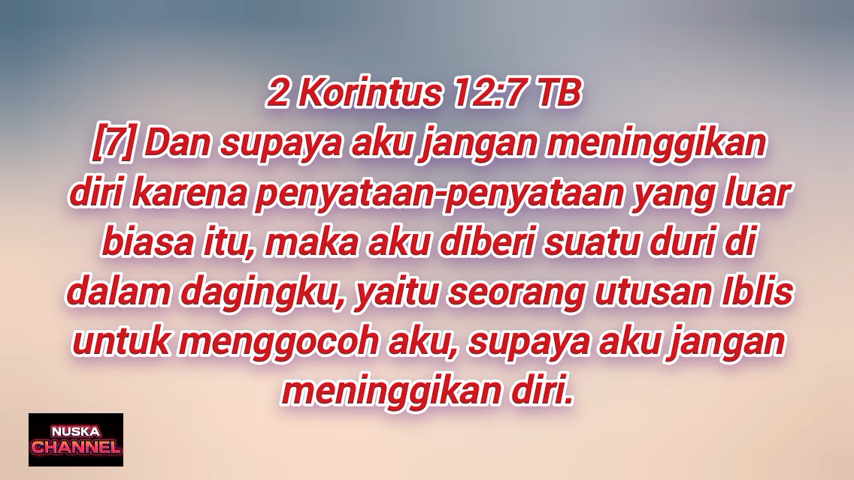 2 Korintus 12:7 TB
[7] Dan supaya aku jangan meninggikan
diri karena penyataan-penyataan yang luar
biasa itu, maka aku diberi suatu duri di
dalam dagingku, yaitu seorang utusan Iblis
untuk menggocoh aku, supaya aku jangan
meninggikan diri.
NUSKA
CHANNEL